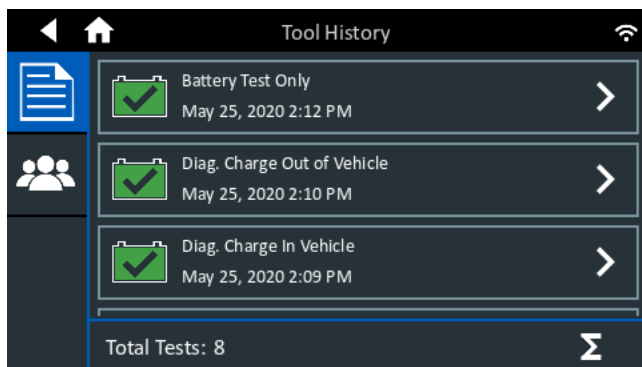 Tool History
Battery Test Only
May 25, 2020 2:12 PM
Diag. Charge Out of Vehicle
May 25, 2020 2:10 PM
Diag. Charge In Vehicle
May 25, 2020 2:09 PM
Total Tests: 8
Σ